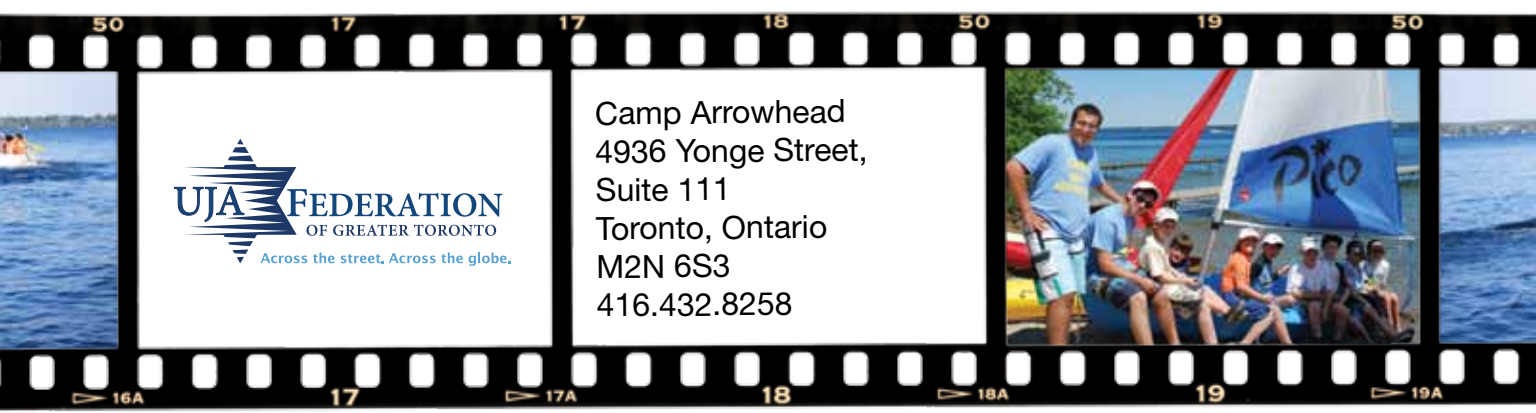 50 17 17 18 50 19 50
UJA FEDERATION
OF GREATER TORONTO
Across the street. Across the globe.
Camp Arrowhead
4936 Yonge Street,
Suite 111
Toronto, Ontario
M2N 6S3
416.432.8258
Pico
16A 17 17A 18 18A 19 19A